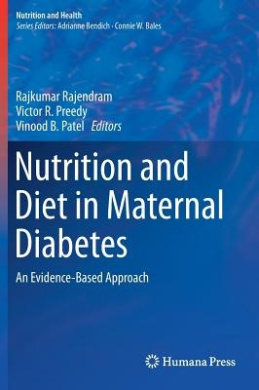 Nutrition and Health
Series Editors: Adrianne Bendich · Connie W. Bales
Rajkumar Rajendram
Victor R. Preedy
Vinood B. Patel Editors
Nutrition and
Diet in Maternal
Diabetes
An Evidence-Based Approach
Humana Press